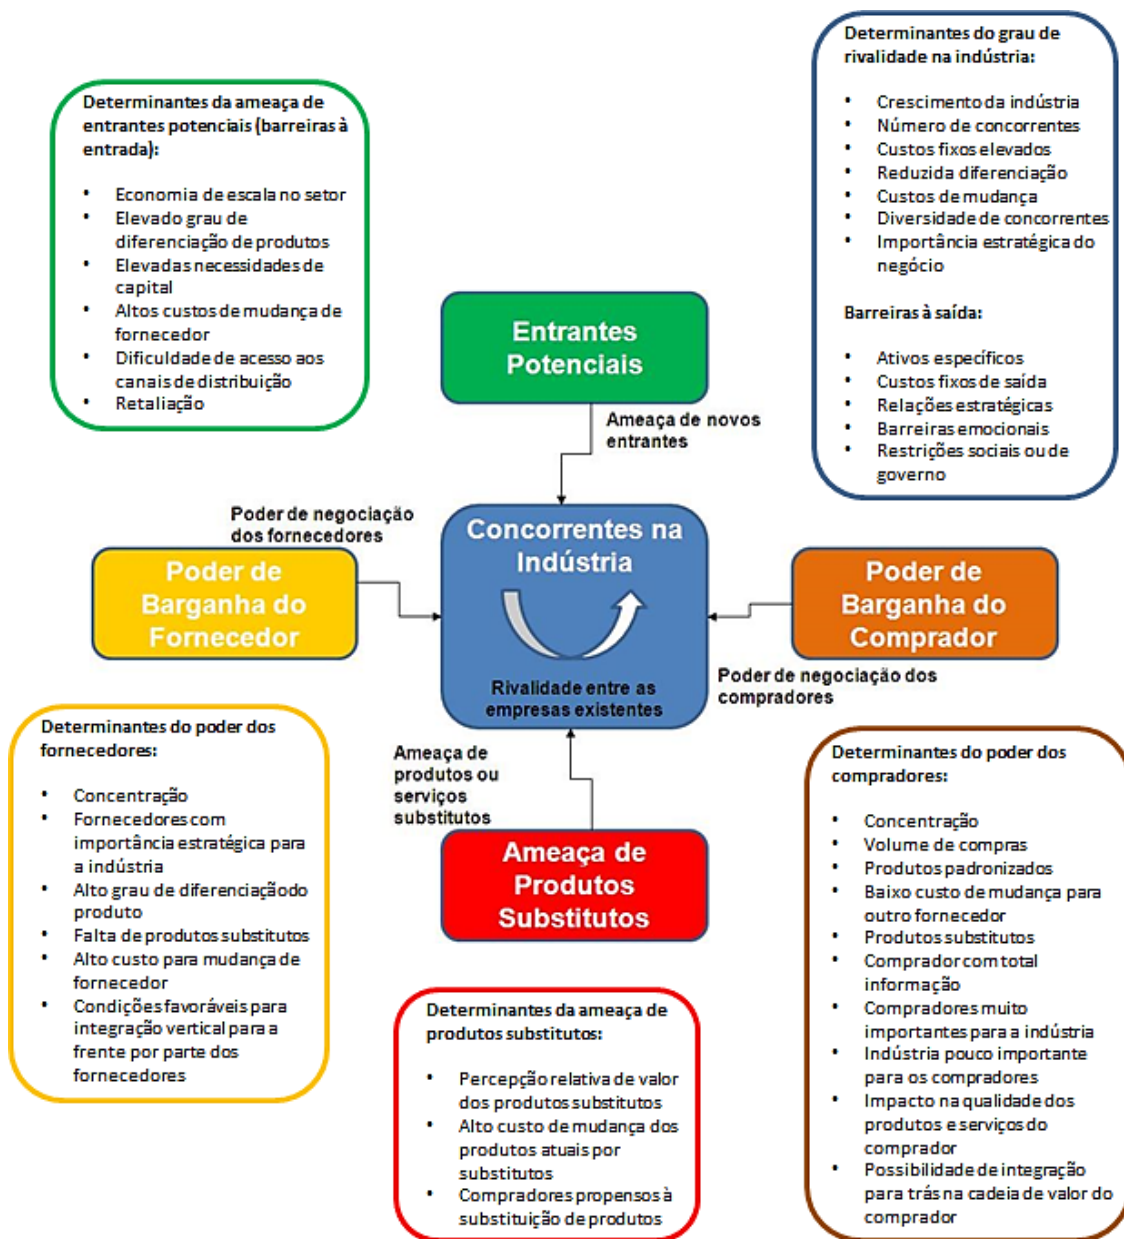 Determinantes do grau de
rivalidade na indústria:
• Crescimento da indústria
• Número de concorrentes
• Custos fixos elevados
• Reduzida diferenciação
• Custos de mudança
• Diversidade de concorrentes
• Importância estratégica do
negócio
Barreiras à saída:
• Ativos específicos
• Custos fixos de saída
• Relações estratégicas
• Barreiras emocionais
• Restrições sociais ou de
governo
Determinantes da ameaça de
entrantes potenciais (barreiras à
entrada):
• Economia de escala no setor
• Elevado grau de
diferenciação de produtos
• Elevadas necessidades de
capital
• Altos custos de mudança de
fornecedor
• Dificuldade de acesso aos
canais de distribuição
• Retaliação
Entrantes
Potenciais
Ameaça de novos
entrantes
Poder de negociação
dos fornecedores
Poder de
Barganha do
Fornecedor
Concorrentes na
Indústria
Rivalidade entre as
empresas existentes
Poder de
Barganha do
Comprador
Poder de negociação dos
compradores
Ameaça de
produtos ou
serviços
substitutos
Ameaça de
Produtos
Substitutos
Determinantes do poder dos
fornecedores:
• Concentração
• Fornecedores com
importância estratégica para
a indústria
• Alto grau de diferenciaçãodo
produto
• Falta de produtos substitutos
• Alto custo para mudança de
fornecedor
• Condições favoráveis para
integração vertical para a
frente por parte dos
fornecedores
Determinantes da ameaça de
produtos substitutos:
• Percepção relativa de valor
dos produtos substitutos
• Alto custo de mudança dos
produtos atuais por
substitutos
• Compradores propensos à
substituição de produtos
Determinantes do poder dos
compradores:
• Concentração
• Volume de compras
• Produtos padronizados
• Baixo custo de mudança para
outro fornecedor
• Produtos substitutos
• Comprador com total
informação
• Compradores muito
importantes para a indústria
• Indústria pouco importante
para os compradores
• Impacto na qualidade dos
produtos e serviços do
comprador
• Possibilidade de integração
para trás na cadeia de valor do
comprador